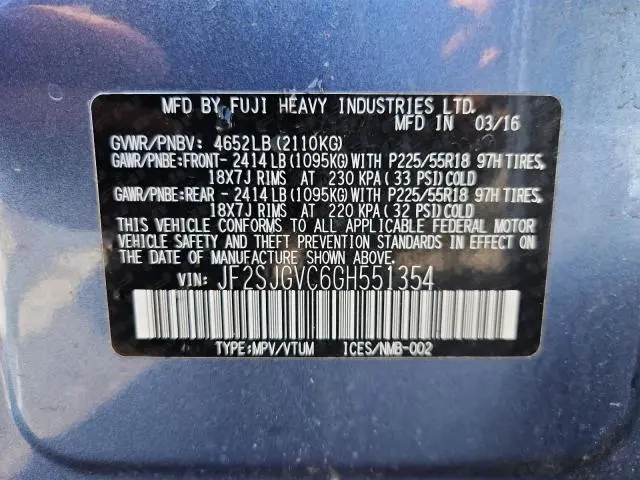 MFD BY FUJI HEAVY INDUSTRIES LTD.
MFD IN 03/16
GVWR/PNBV: 4652LB (2110KG)
GAWR/PNBE:FRONT- 2414 LB (1095KG) WITH P225/55R18 97H TIRES,
18X7J RIMS AT 230 KPA (33 PSI) COLD
GAWR/PNBE:REAR - 2414 LB (1095KG) WITH P225/55R18 97H TIRES,
18X7J RIMS AT 220 KPA (32 PSI) COLD
THIS VEHICLE CONFORMS TO ALL APPLICABLE FEDERAL MOTOR
VEHICLE SAFETY AND THEFT PREVENTION STANDARDS IN EFFECT ON
THE DATE OF MANUFACTURE SHOWN ABOVE.
VIN: JF2SJGVC6GH551354
TYPE:MPV/VTUM ICES/NMB-002